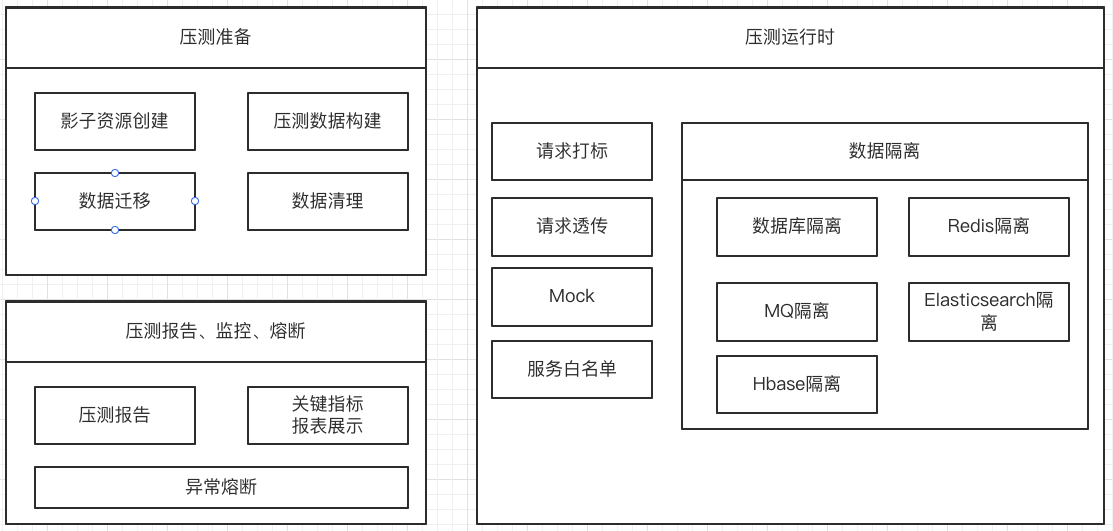 压测准备
影子资源创建
压测数据构建
数据迁移
数据清理
压测报告、监控、熔断
压测报告
关键指标
报表展示
异常熔断
压测运行时
请求打标
请求透传
Mock
服务白名单
数据隔离
数据库隔离
Redis隔离
MQ隔离
Elasticsearch隔
离
Hbase隔离